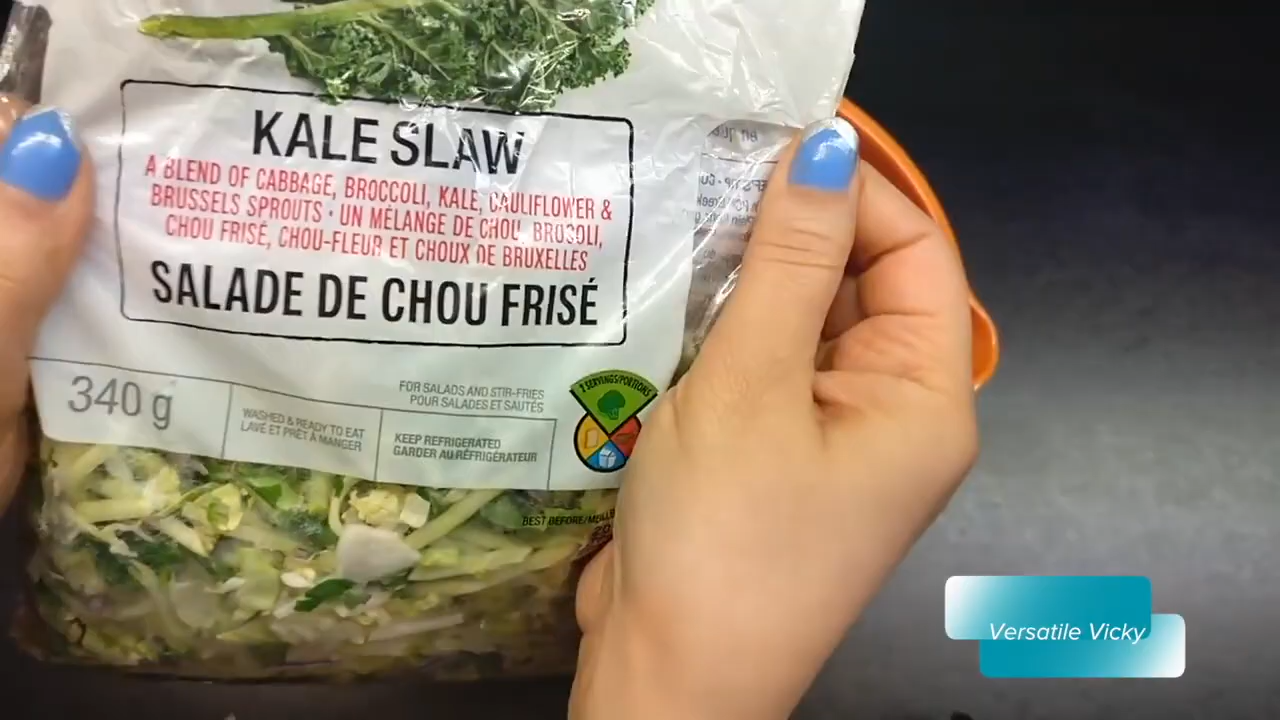 KALE SLAW
A BLEND OF CABBAGE, BROCCOLI, KALE, CAULIFLOWER &
BRUSSELS SPROUTS · UN MÉLANGE DE CHOU, BROCOLI,
CHOU FRISÉ, CHOU-FLEUR ET CHOUX DE BRUXELLES
SALADE DE CHOU FRISÉ
340 g
WASHED & READY TO EAT
LAVÉ ET PRÊT À MANGER
FOR SALADS AND STIR-FRIES
POUR SALADES ET SAUTÉS
KEEP REFRIGERATED
GARDER AU RÉFRIGÉRATEUR
2 SERVINGS/PORTIONS
BEST BEFORE/
Versatile Vicky